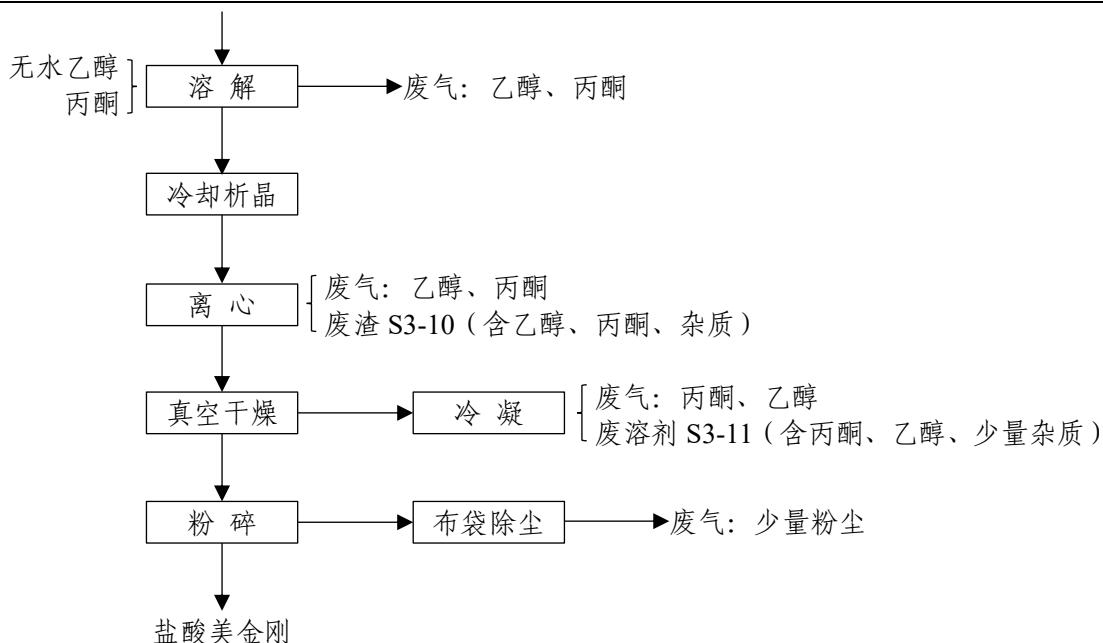 无水乙醇
丙酮
溶 解
废气：乙醇、丙酮
冷却析晶
离 心
废气：乙醇、丙酮
废渣 S3-10（含乙醇、丙酮、杂质）
真空干燥
冷 凝
废气：丙酮、乙醇
废溶剂 S3-11（含丙酮、乙醇、少量杂质）
粉 碎
布袋除尘
废气：少量粉尘
盐酸美金刚